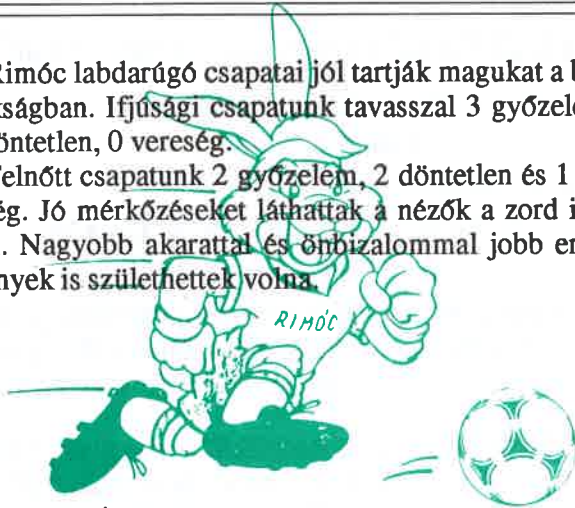 Rimóc labdarúgó csapatai jól tartják magukat a b
kságban. Ifjúsági csapatunk tavasszal 3 győzel
öntetlen, 0 vereség.
Felnőtt csapatunk 2 győzelem, 2 döntetlen és 1
ég. Jó mérkőzéseket láthattak a nézők a zord i
. Nagyobb akarattal és önbizalommal jobb er
nyek is születhettek volna.
RIMÓC